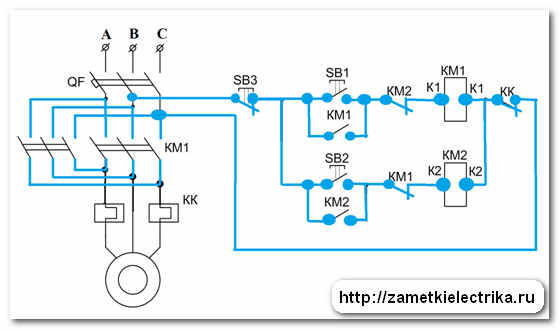 A B C
QF
SB3
SB1
KM2
K1
KM1
K1
KK
KM1
KM1
SB2
KM1
KM2
K2
K2
KM2
KK
http://zametkielectrika.ru